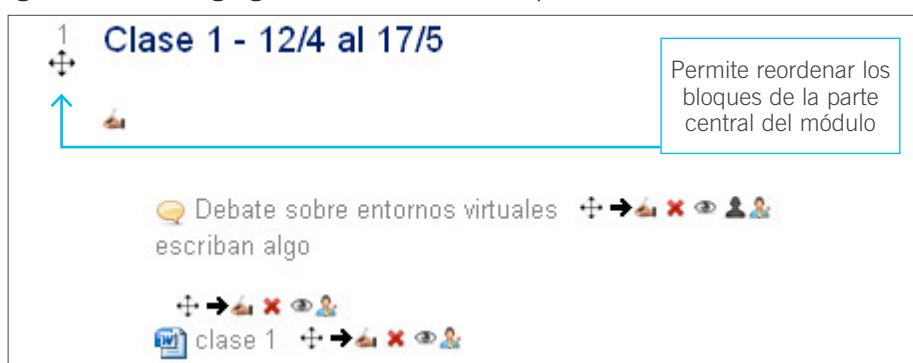 1
Clase 1 - 12/4 al 17/5
Permite reordenar los
bloques de la parte
central del módulo
Debate sobre entornos virtuales
escriban algo
clase 1